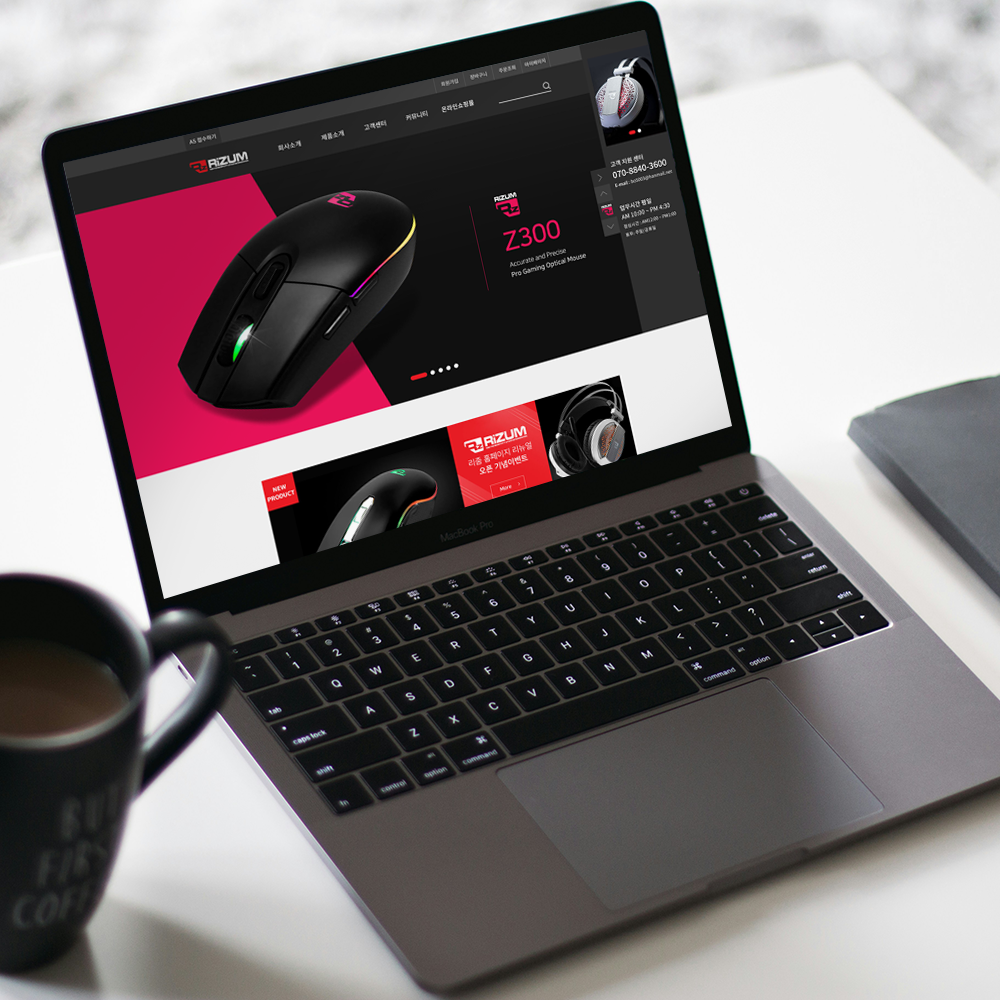 회원가입 장바구니 주문조회 마이페이지
AS 접수하기
RiZUM
회사소개 제품소개 고객센터 커뮤니티 온라인쇼핑몰
RiZUM
Z300
Accurate and Precise
Pro Gaming Optical Mouse
고객 지원 센터
070-8840-3600
업무시간 평일
AM 10:00 ~ PM 4:30
NEW
PRODUCT
RiZUM
리줌 홈페이지 리뉴얼
오픈 기념이벤트
More
MacBook Pro
delete
Q W E R T Y U I O P
tab
return
enter
A S D F G H J K L
caps lock
shift
Z X C V B N M
shift
fn control option command
command option
BUT
FIRST
COFFEE